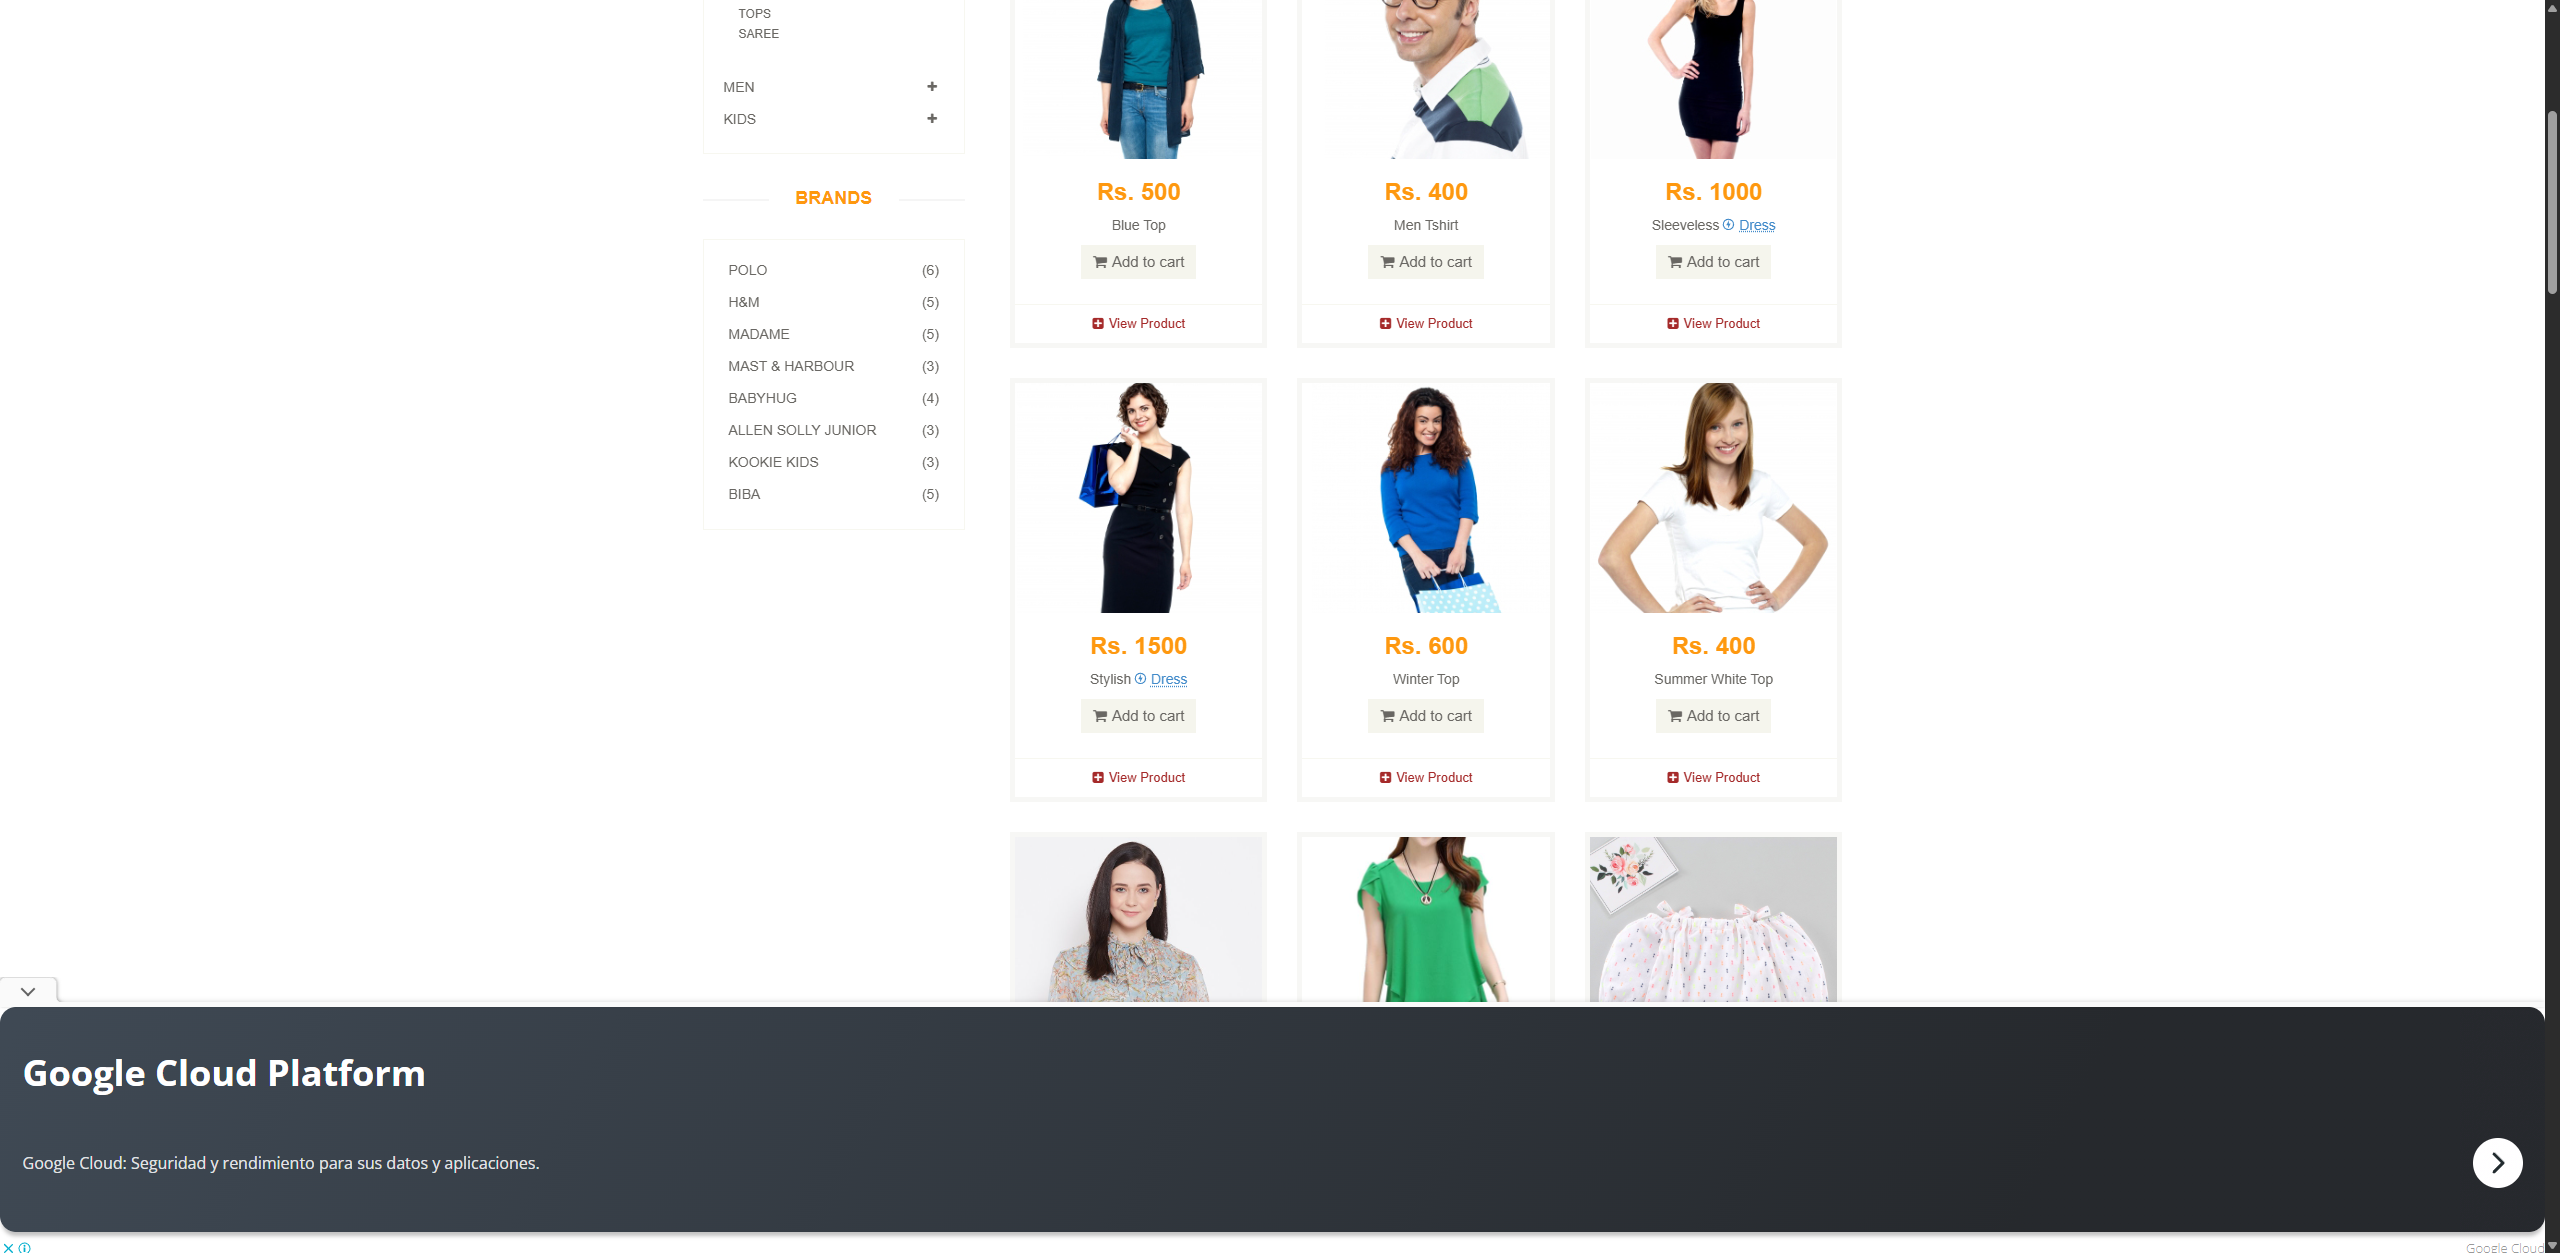 TOPS
SAREE
MEN
KIDS
BRANDS
POLO (6)
H&M (5)
MADAME (5)
MAST & HARBOUR (3)
BABYHUG (4)
ALLEN SOLLY JUNIOR (3)
KOOKIE KIDS (3)
BIBA (5)
Rs. 500
Blue Top
Add to cart
View Product
Rs. 400
Men Tshirt
Add to cart
View Product
Rs. 1000
Sleeveless Dress
Add to cart
View Product
Rs. 1500
Stylish Dress
Add to cart
View Product
Rs. 600
Winter Top
Add to cart
View Product
Rs. 400
Summer White Top
Add to cart
View Product
Google Cloud Platform
Google Cloud: Seguridad y rendimiento para sus datos y aplicaciones.
Google Cloud